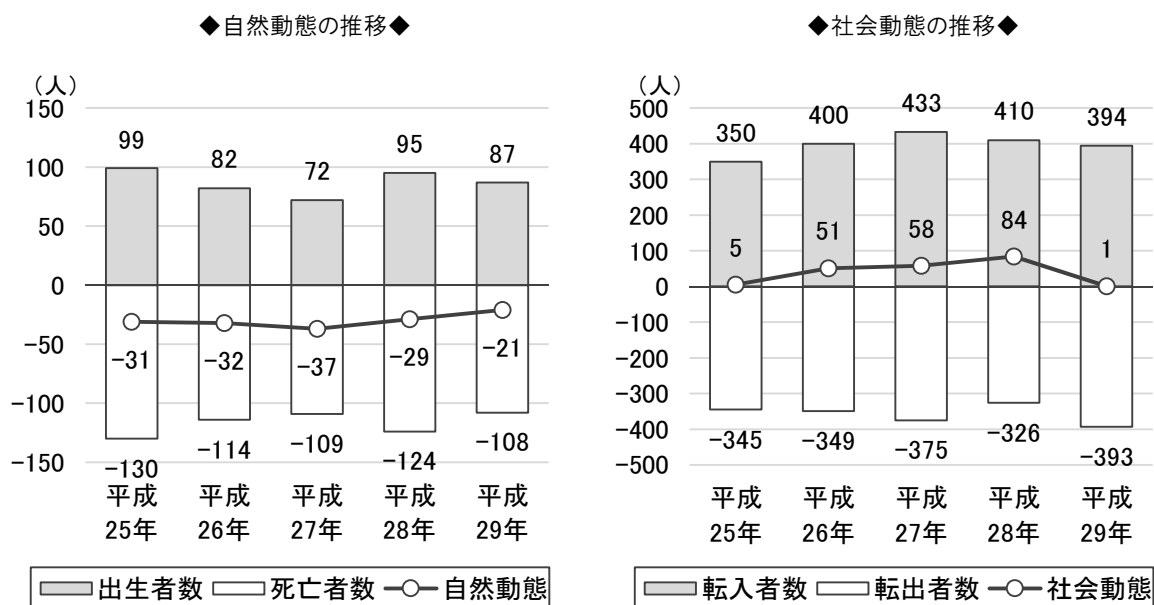 ◆自然動態の推移◆
（人）
150
100
50
0
−50
−100
−150
99
82
72
95
87
−31
−32
−37
−29
−21
−130
−114
−109
−124
−108
平成
25年
平成
26年
平成
27年
平成
28年
平成
29年
出生者数
死亡者数
自然動態
◆社会動態の推移◆
（人）
500
400
300
200
100
0
−100
−200
−300
−400
−500
350
400
433
410
394
5
51
58
84
1
−345
−349
−375
−326
−393
平成
25年
平成
26年
平成
27年
平成
28年
平成
29年
転入者数
転出者数
社会動態